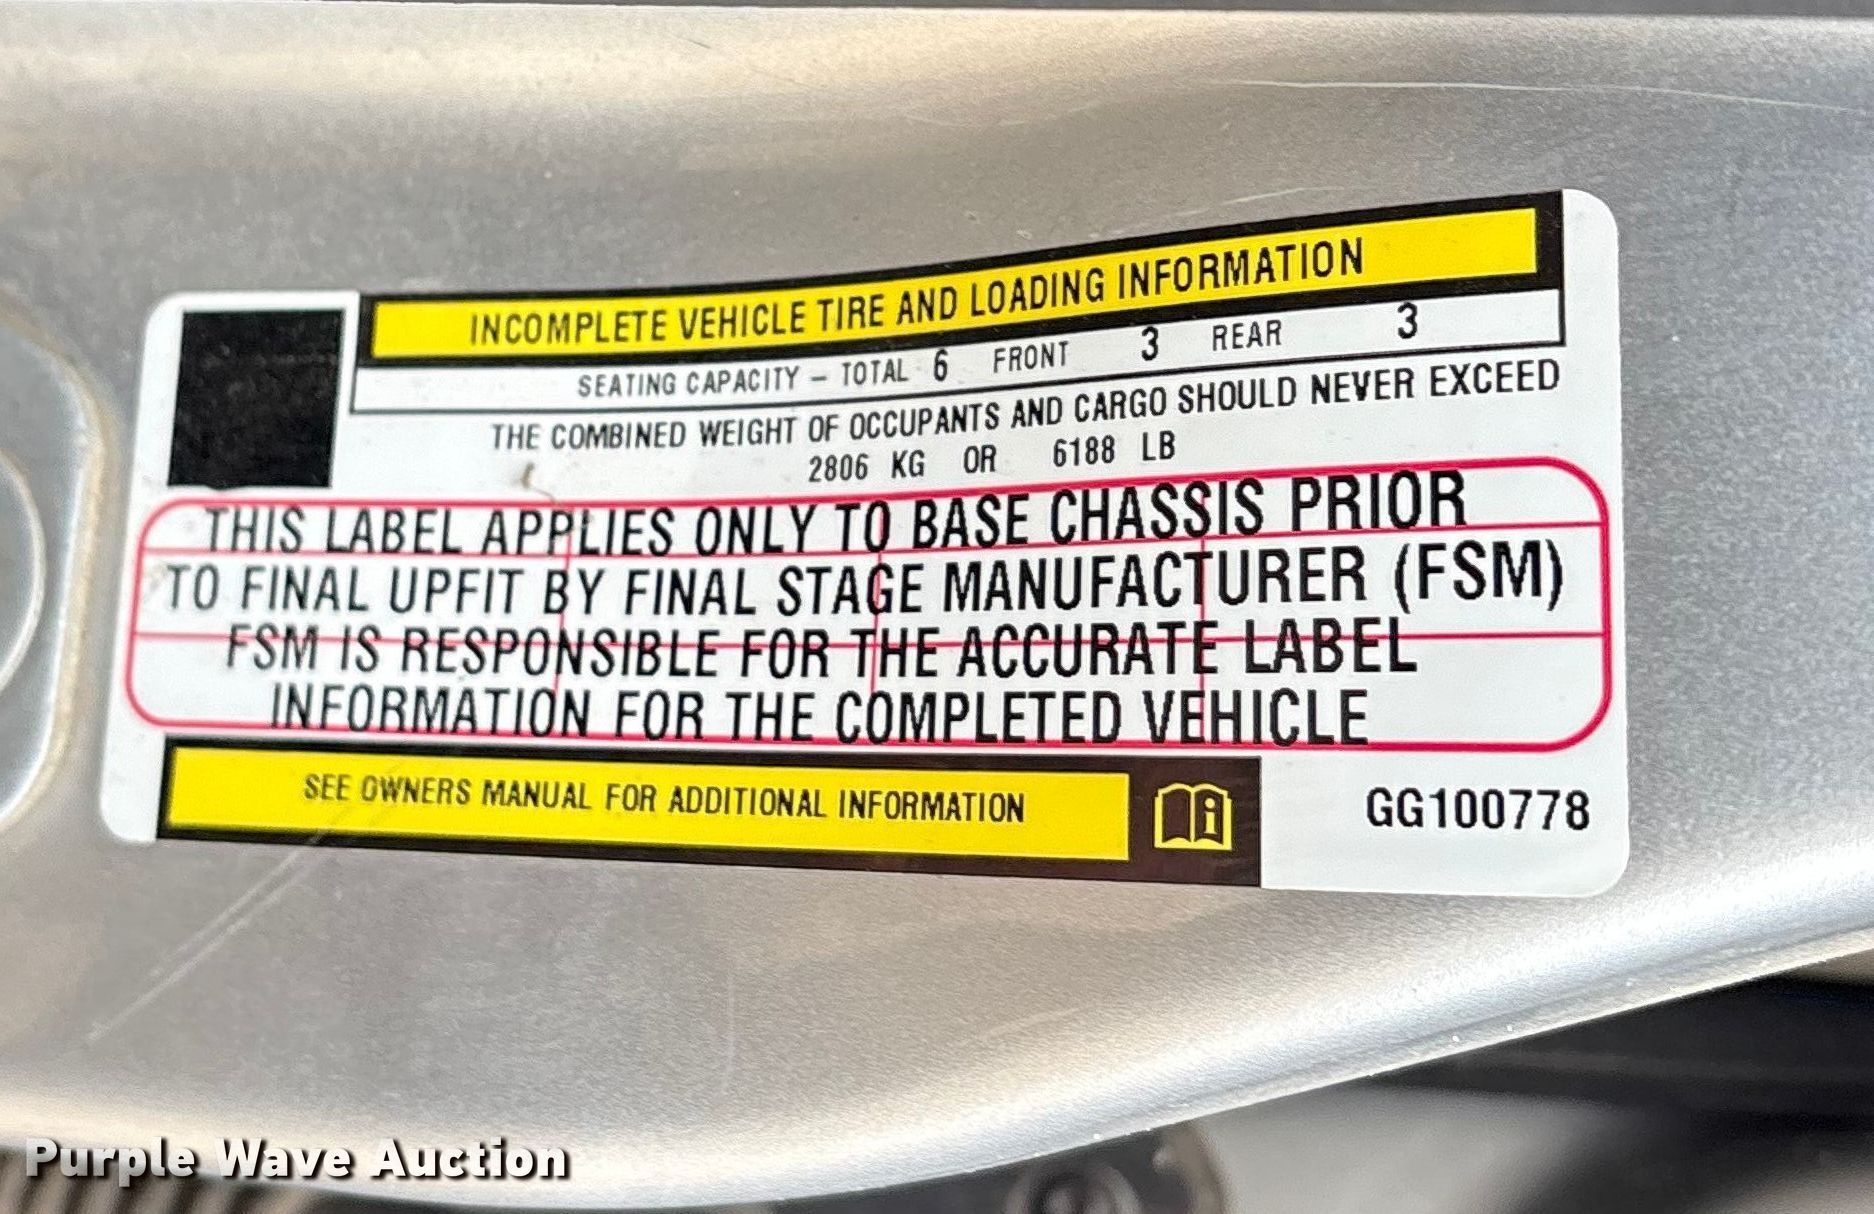 INCOMPLETE VEHICLE TIRE AND LOADING INFORMATION
SEATING CAPACITY – TOTAL 6 FRONT 3 REAR 3
THE COMBINED WEIGHT OF OCCUPANTS AND CARGO SHOULD NEVER EXCEED
2806 KG OR 6188 LB
THIS LABEL APPLIES ONLY TO BASE CHASSIS PRIOR
TO FINAL UPFIT BY FINAL STAGE MANUFACTURER (FSM)
FSM IS RESPONSIBLE FOR THE ACCURATE LABEL
INFORMATION FOR THE COMPLETED VEHICLE
SEE OWNERS MANUAL FOR ADDITIONAL INFORMATION
GG100778
Purple Wave Auction